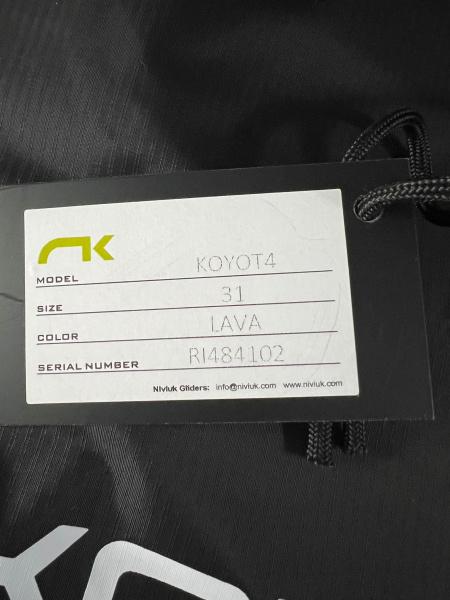 MODEL KOYOT4
SIZE 31
COLOR LAVA
SERIAL NUMBER RI484102
Niviuk Gliders: info@niviuk.com www.niviuk.com